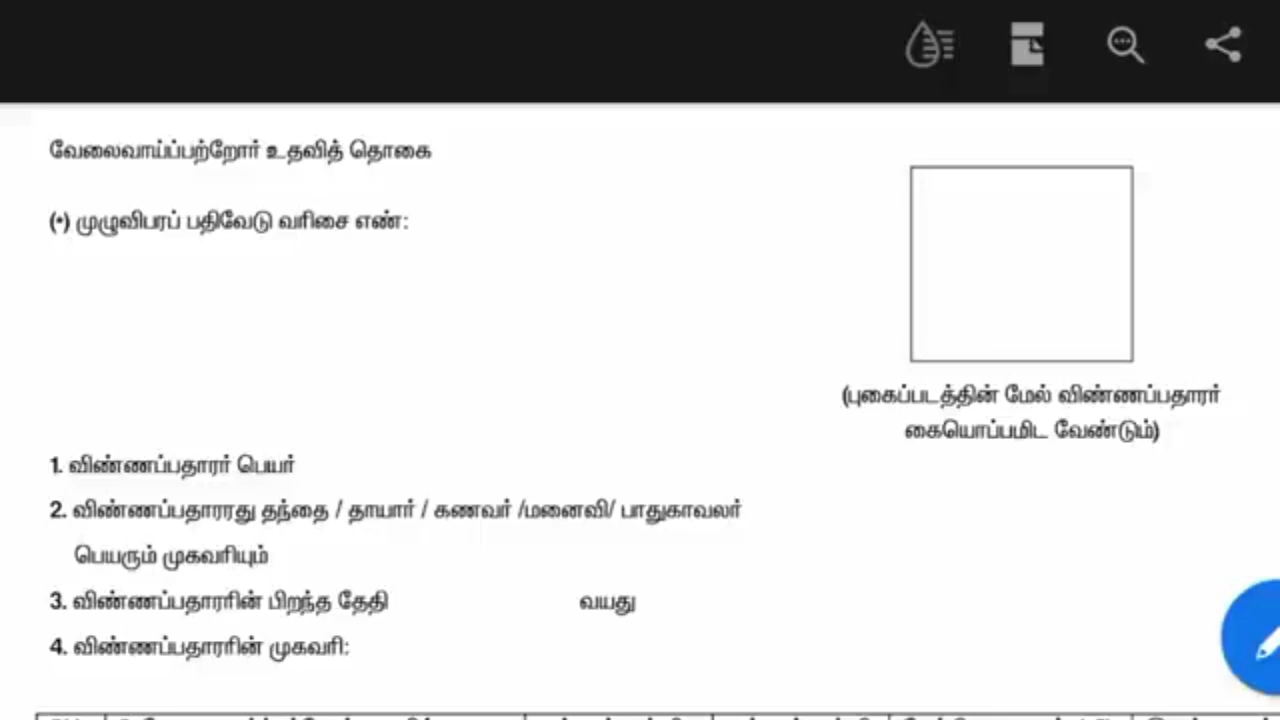 வேலைவாய்ப்பற்றோர் உதவித் தொகை
(*) முழுவிபரப் பதிவேடு வரிசை எண்:
(புகைப்படத்தின் மேல் விண்ணப்பதாரர்
கையொப்பமிட வேண்டும்)
1. விண்ணப்பதாரர் பெயர்
2. விண்ணப்பதாரரது தந்தை / தாயார் / கணவர் /மனைவி/ பாதுகாவலர்
பெயரும் முகவரியும்
3. விண்ணப்பதாரரின் பிறந்த தேதி வயது
4. விண்ணப்பதாரரின் முகவரி: